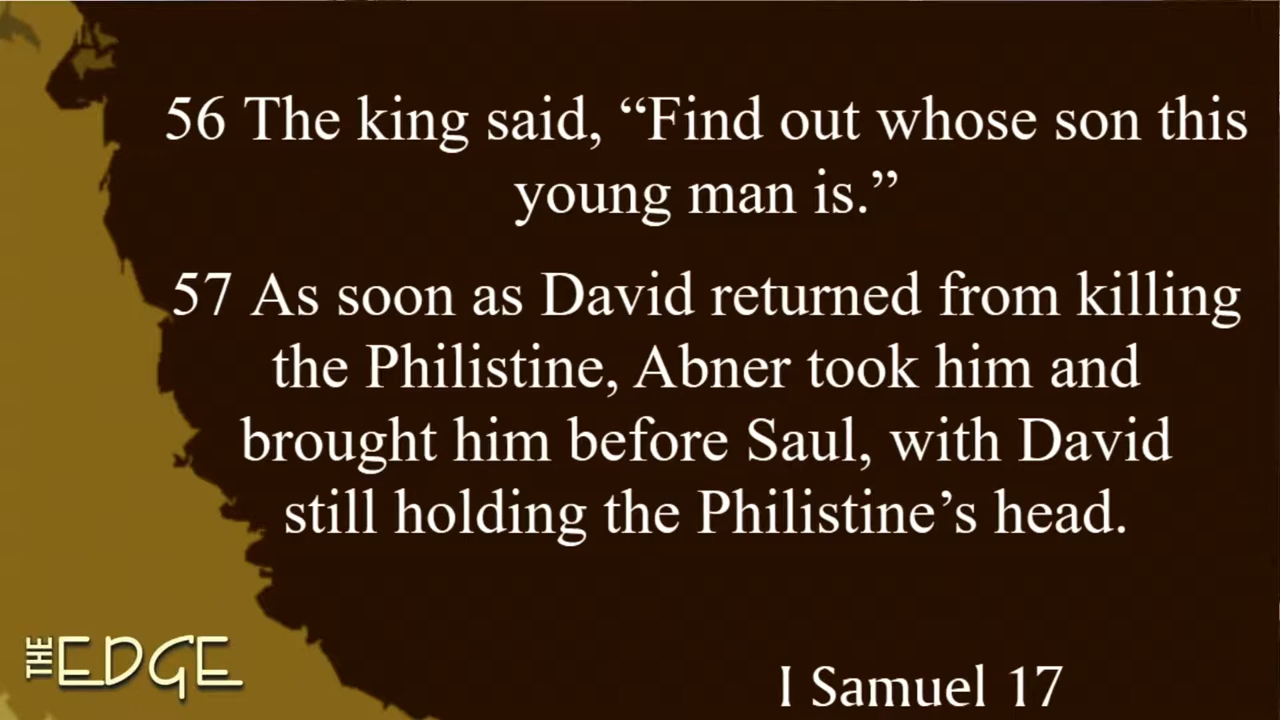 56 The king said, “Find out whose son this
young man is.”
57 As soon as David returned from killing
the Philistine, Abner took him and
brought him before Saul, with David
still holding the Philistine’s head.
THE EDGE
I Samuel 17